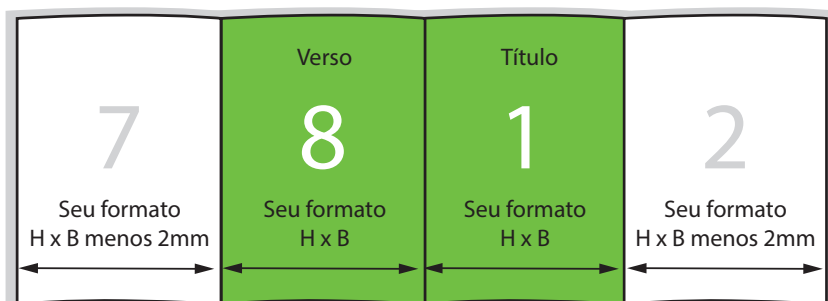 Verso
Título
7
8
1
2
Seu formato
H x B menos 2mm
Seu formato
H x B
Seu formato
H x B
Seu formato
H x B menos 2mm